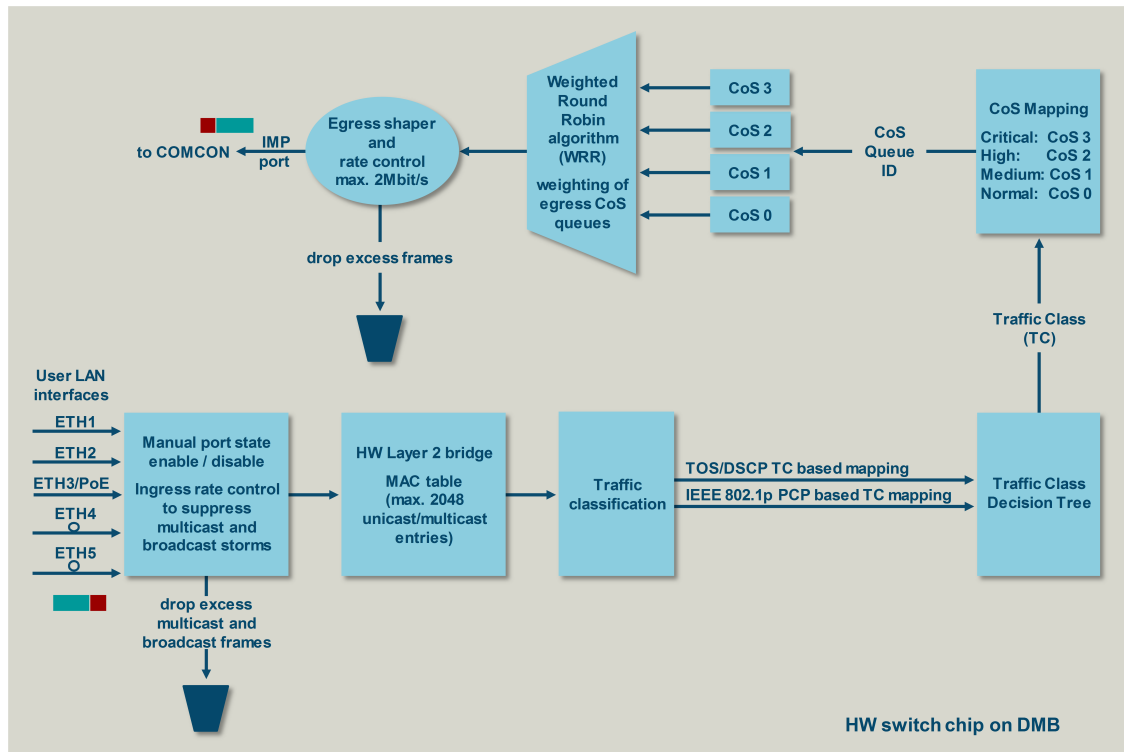 Weighted
Round
Robin
algorithm
(WRR)
weighting of
egress CoS
queues
CoS 3
CoS 2
CoS 1
CoS 0
CoS
Queue
ID
CoS Mapping
Critical: CoS 3
High: CoS 2
Medium: CoS 1
Normal: CoS 0
Egress shaper
and
rate control
max. 2Mbit/s
IMP
port
to COMCON
drop excess frames
Traffic Class
(TC)
User LAN
interfaces
ETH1
ETH2
ETH3/PoE
ETH4
ETH5
Manual port state
enable / disable
Ingress rate control
to suppress
multicast and
broadcast storms
HW Layer 2 bridge
MAC table
(max. 2048
unicast/multicast
entries)
Traffic
classification
TOS/DSCP TC based mapping
IEEE 802.1p PCP based TC mapping
Traffic Class
Decision Tree
drop excess
multicast and
broadcast frames
HW switch chip on DMB